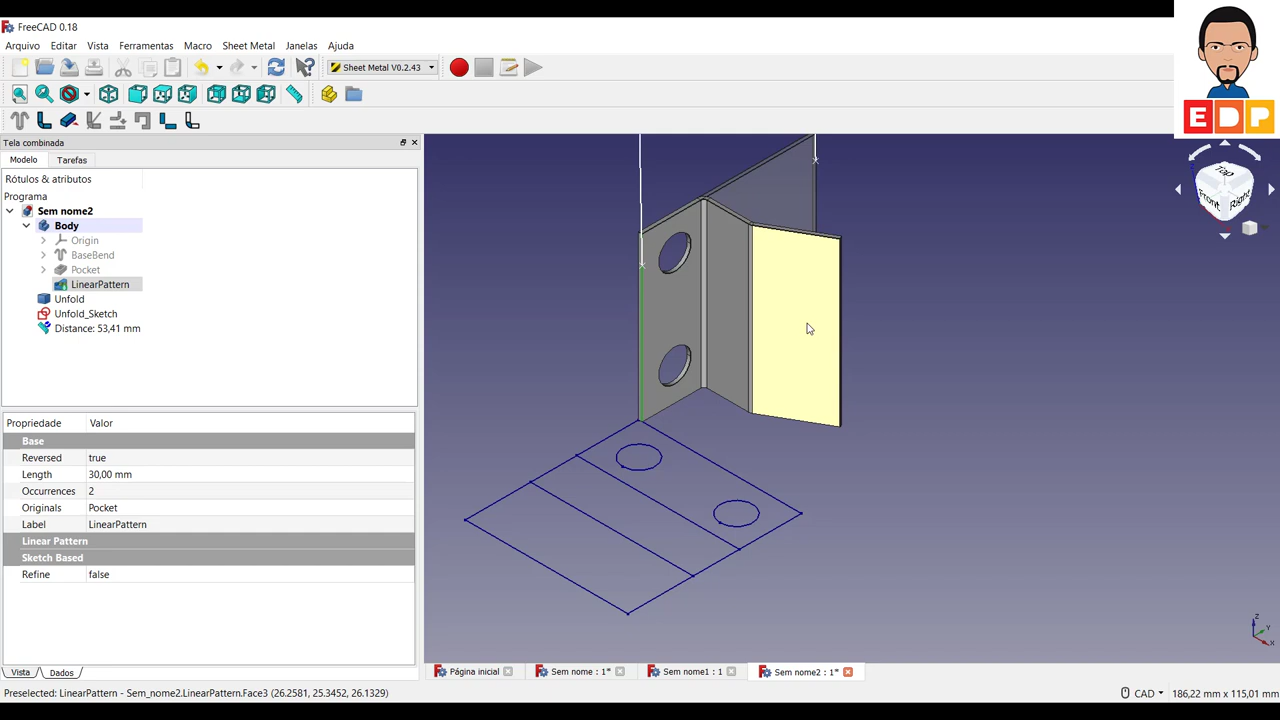 FreeCAD 0.18
Arquivo Editar Vista Ferramentas Macro Sheet Metal Janelas Ajuda
Sheet Metal V0.2.43
E D P
Tela combinada
Modelo Tarefas
Rótulos & atributos
Programa
Sem nome2
Body
Origin
BaseBend
Pocket
LinearPattern
Unfold
Unfold_Sketch
Distance: 53,41 mm
Top
Front
Right
Propriedade Valor
Base
Reversed true
Length 30,00 mm
Occurrences 2
Originals Pocket
Label LinearPattern
Linear Pattern
Sketch Based
Refine false
Z
Y
X
Vista Dados
Página inicial Sem nome : 1* Sem nome1 : 1 Sem nome2 : 1*
Preselected: LinearPattern - Sem_nome2.LinearPattern.Face3 (26.2581, 25.3452, 26.1329) CAD 186,22 mm x 115,01 mm